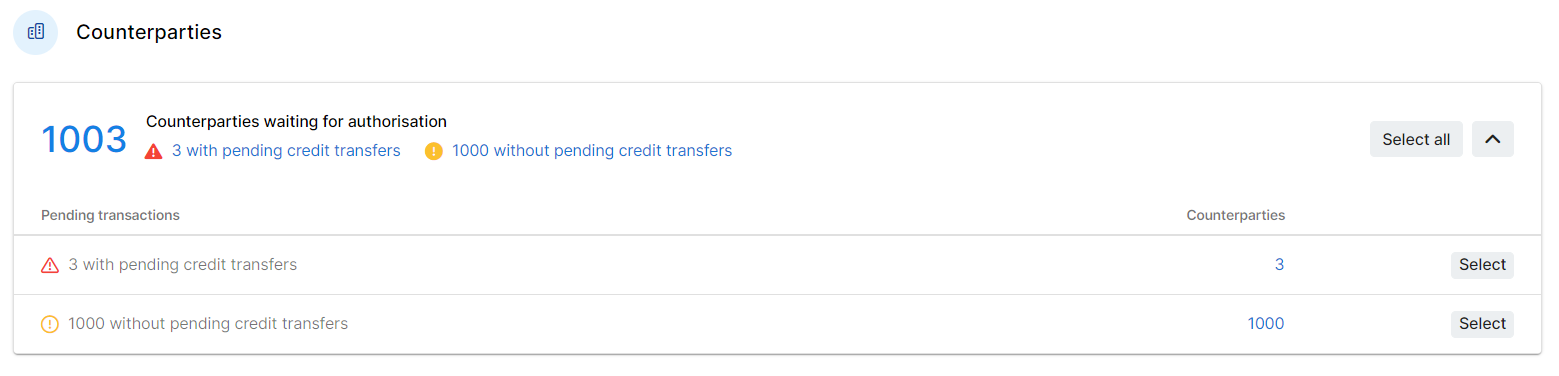 Counterparties
1003
Counterparties waiting for authorisation
3 with pending credit transfers
1000 without pending credit transfers
Select all
Pending transactions Counterparties
3 with pending credit transfers 3 Select
1000 without pending credit transfers 1000 Select